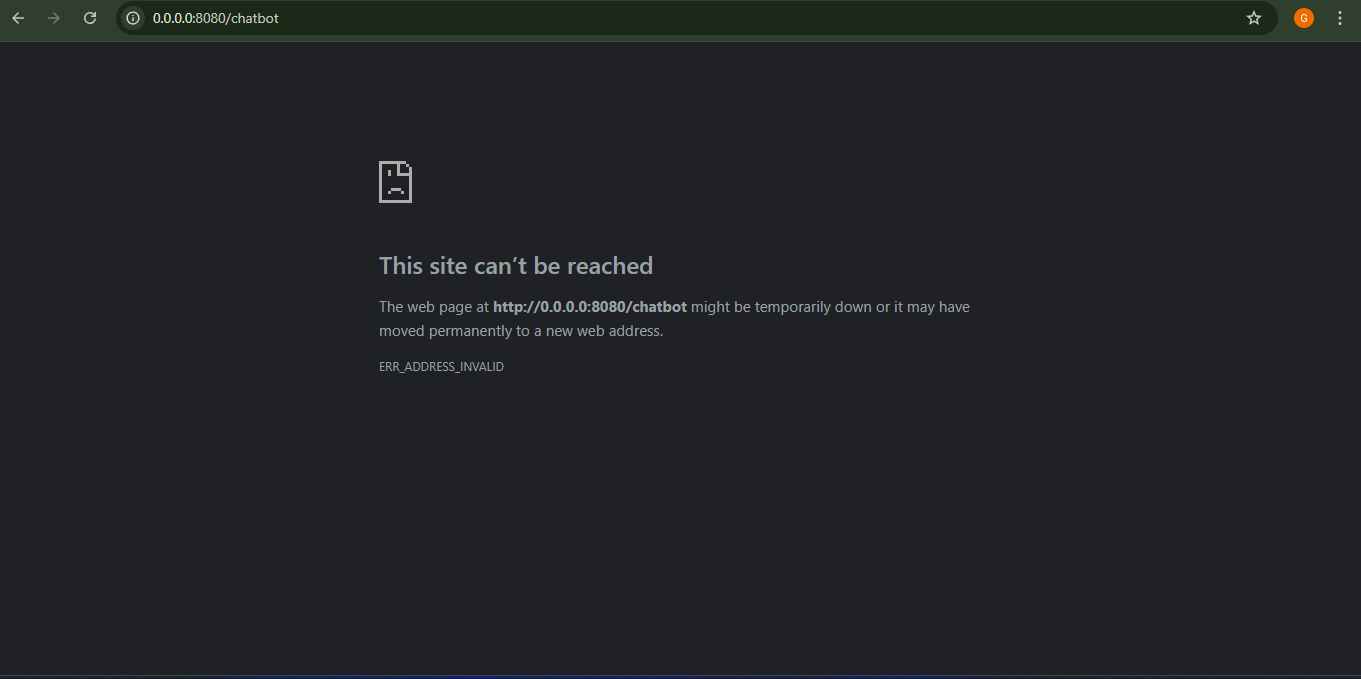 0.0.0.0:8080/chatbot
G
This site can’t be reached
The web page at http://0.0.0.0:8080/chatbot might be temporarily down or it may have
moved permanently to a new web address.
ERR_ADDRESS_INVALID